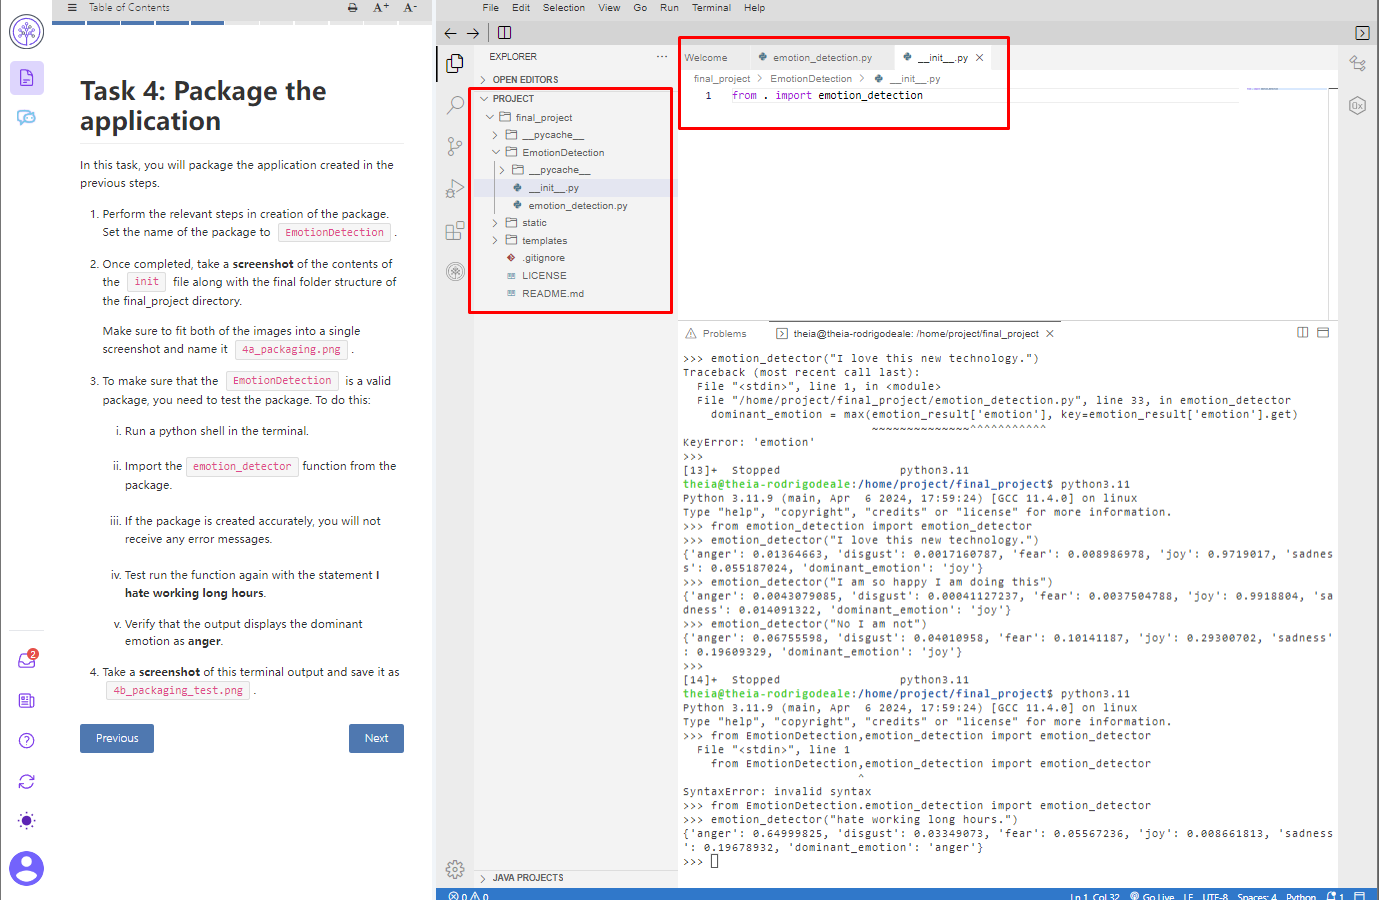 Table of Contents
A+
A-
Task 4: Package the
application
In this task, you will package the application created in the
previous steps.
1. Perform the relevant steps in creation of the package.
Set the name of the package to EmotionDetection .
2. Once completed, take a screenshot of the contents of
the init file along with the final folder structure of
the final_project directory.
Make sure to fit both of the images into a single
screenshot and name it 4a_packaging.png .
3. To make sure that the EmotionDetection is a valid
package, you need to test the package. To do this:
i. Run a python shell in the terminal.
ii. Import the emotion_detector function from the
package.
iii. If the package is created accurately, you will not
receive any error messages.
iv. Test run the function again with the statement I
hate working long hours.
v. Verify that the output displays the dominant
emotion as anger.
4. Take a screenshot of this terminal output and save it as
4b_packaging_test.png .
Previous
Next
2
File Edit Selection View Go Run Terminal Help
EXPLORER ...
OPEN EDITORS
PROJECT
final_project
__pycache__
EmotionDetection
__pycache__
__init__.py
emotion_detection.py
static
templates
.gitignore
LICENSE
README.md
JAVA PROJECTS
Welcome
emotion_detection.py
__init__.py
final_project > EmotionDetection > __init__.py
1 from . import emotion_detection
0x
Problems
theia@theia-rodrigodeale: /home/project/final_project
>>> emotion_detector("I love this new technology.")
Traceback (most recent call last):
File "<stdin>", line 1, in <module>
File "/home/project/final_project/emotion_detection.py", line 33, in emotion_detector
dominant_emotion = max(emotion_result['emotion'], key=emotion_result['emotion'].get)
~~~~~~~~~~~~~~^^^^^^^^^^^
KeyError: 'emotion'
>>>
[13]+ Stopped python3.11
theia@theia-rodrigodeale:/home/project/final_project$ python3.11
Python 3.11.9 (main, Apr 6 2024, 17:59:24) [GCC 11.4.0] on linux
Type "help", "copyright", "credits" or "license" for more information.
>>> from emotion_detection import emotion_detector
>>> emotion_detector("I love this new technology.")
{'anger': 0.01364663, 'disgust': 0.0017160787, 'fear': 0.008986978, 'joy': 0.9719017, 'sadnes
s': 0.055187024, 'dominant_emotion': 'joy'}
>>> emotion_detector("I am so happy I am doing this")
{'anger': 0.0043079085, 'disgust': 0.00041127237, 'fear': 0.0037504788, 'joy': 0.9918804, 'sa
dness': 0.014091322, 'dominant_emotion': 'joy'}
>>> emotion_detector("No I am not")
{'anger': 0.06755598, 'disgust': 0.04010958, 'fear': 0.10141187, 'joy': 0.29300702, 'sadness'
: 0.19609329, 'dominant_emotion': 'joy'}
>>>
[14]+ Stopped python3.11
theia@theia-rodrigodeale:/home/project/final_project$ python3.11
Python 3.11.9 (main, Apr 6 2024, 17:59:24) [GCC 11.4.0] on linux
Type "help", "copyright", "credits" or "license" for more information.
>>> from EmotionDetection,emotion_detection import emotion_detector
File "<stdin>", line 1
from EmotionDetection,emotion_detection import emotion_detector
^
SyntaxError: invalid syntax
>>> from EmotionDetection.emotion_detection import emotion_detector
>>> emotion_detector("hate working long hours.")
{'anger': 0.64999825, 'disgust': 0.03349073, 'fear': 0.05567236, 'joy': 0.008661813, 'sadness
': 0.19678932, 'dominant_emotion': 'anger'}
>>>
0 0 Ln 1, Col 32 Go Live LF UTF-8 Spaces: 4 Python 1